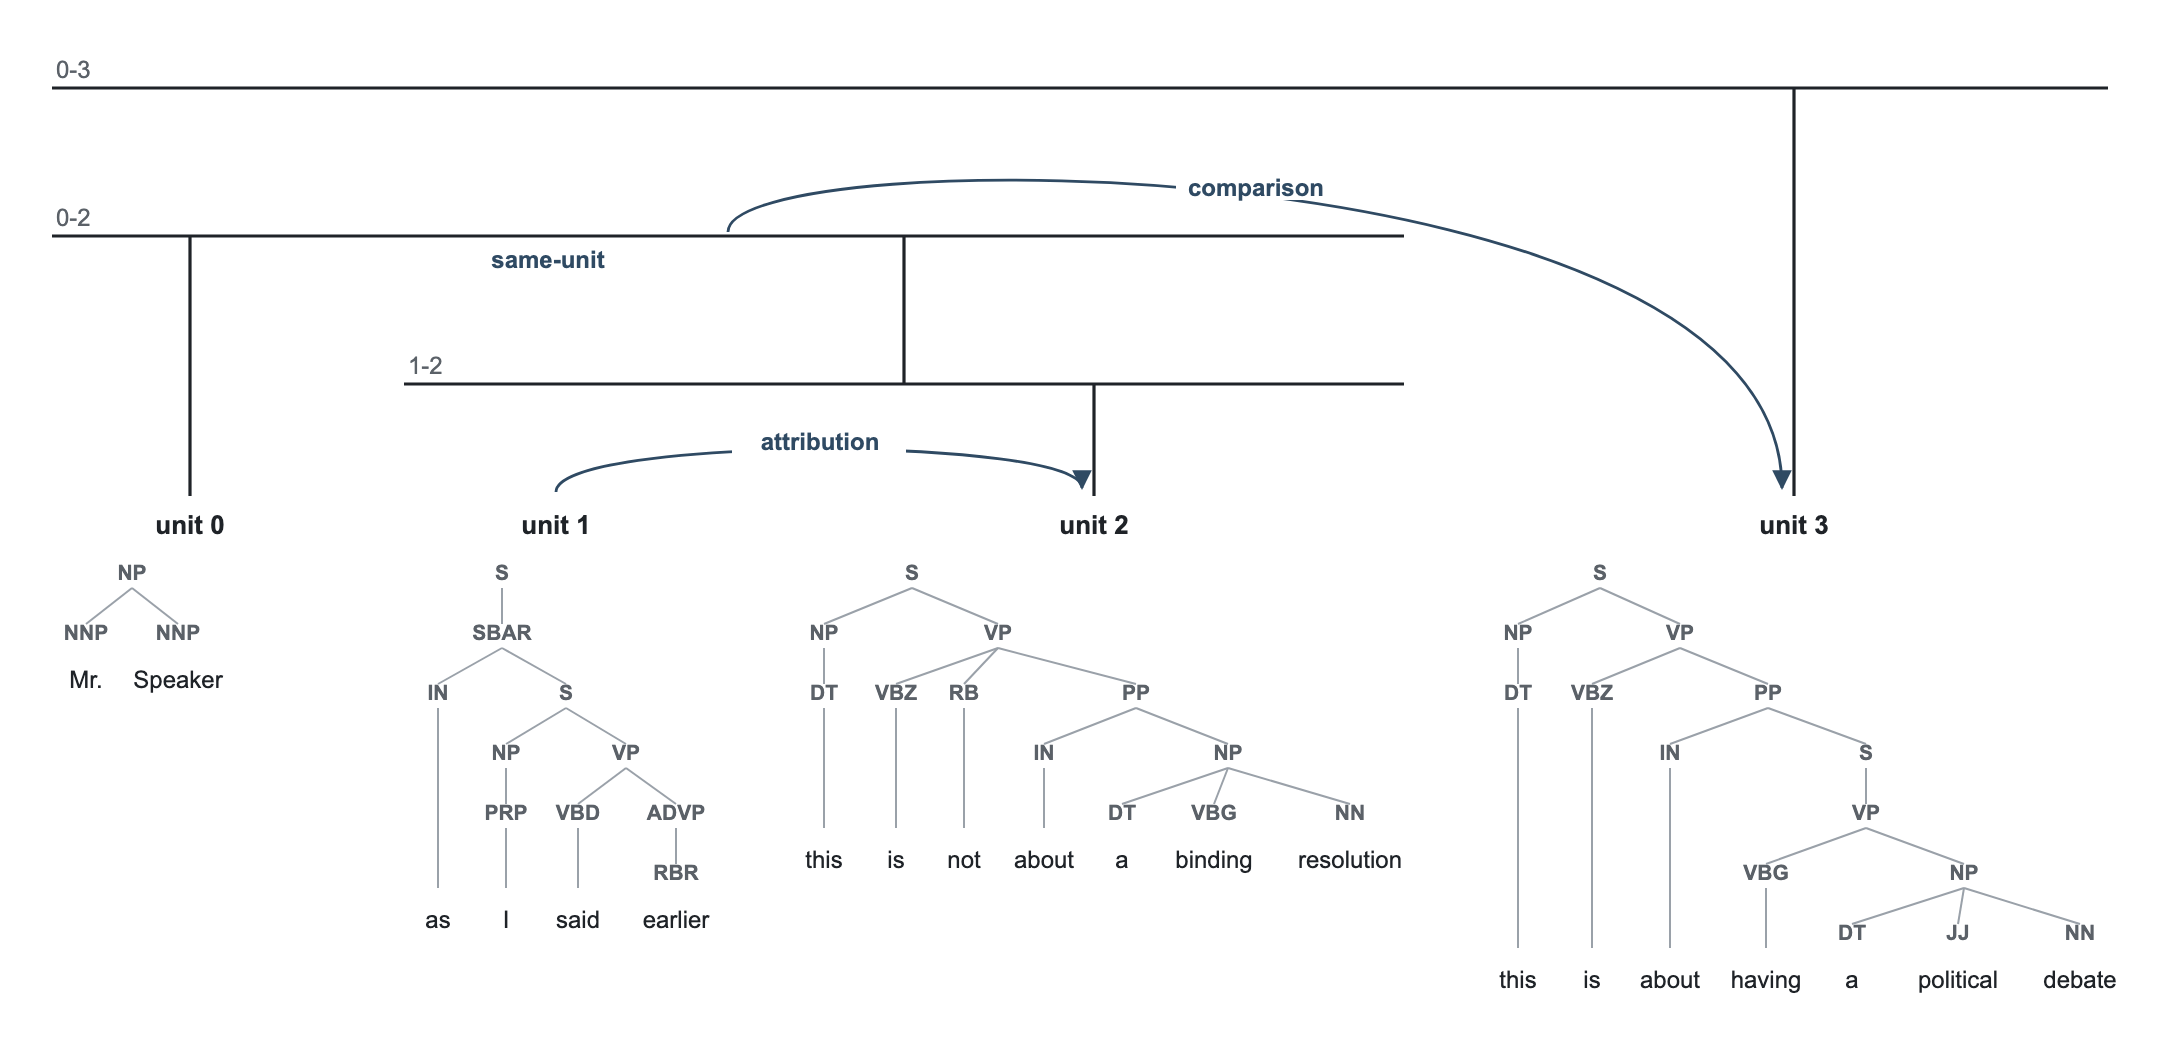 0-3
comparison
0-2
same-unit
1-2
attribution
unit 0 unit 1 unit 2 unit 3
NP S S S
NNP NNP SBAR NP VP NP VP
Mr. Speaker IN S DT VBZ RB PP DT VBZ PP
NP VP IN NP IN S
PRP VBD ADVP DT VBG NN VP
this is not about a binding resolution
RBR VBG NP
as I said earlier DT JJ NN
this is about having a political debate